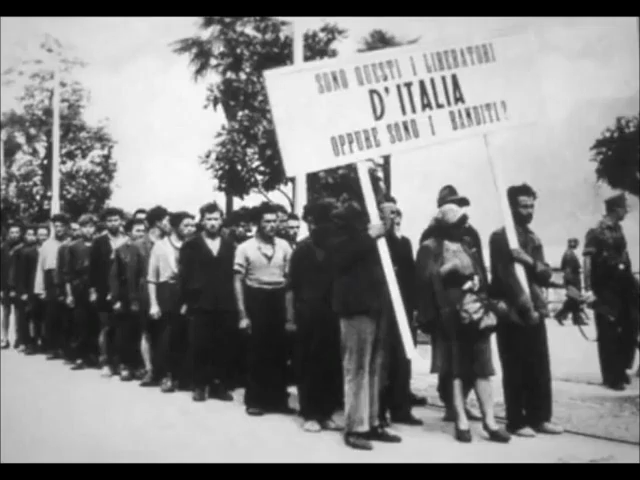 SONO QUESTI I LIBERATORI
D'ITALIA
OPPURE SONO I BANDITI?